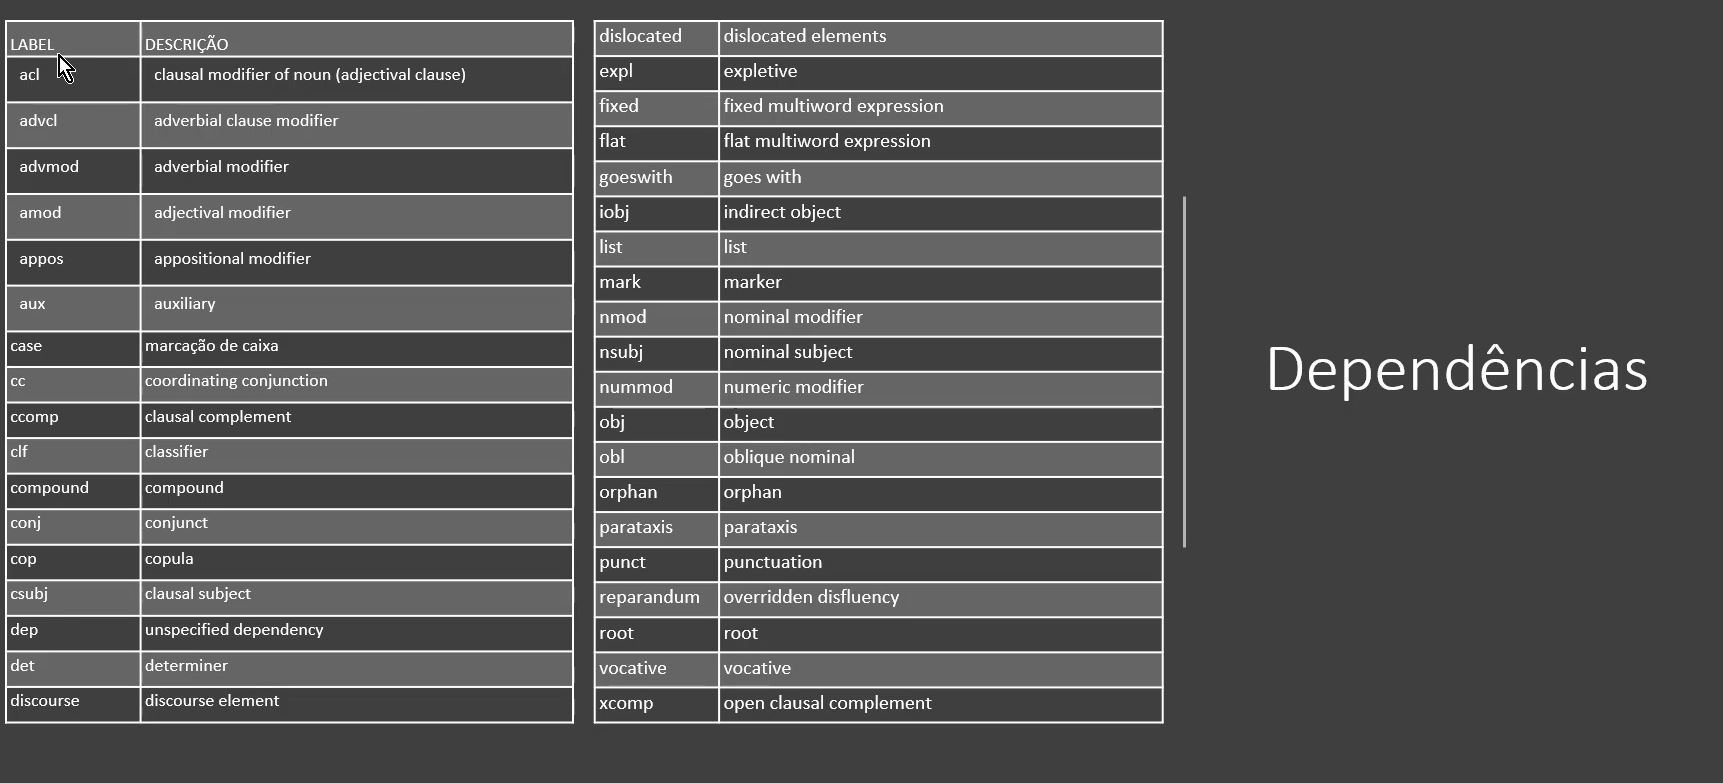 LABEL DESCRIÇÃO
acl clausal modifier of noun (adjectival clause)
advcl adverbial clause modifier
advmod adverbial modifier
amod adjectival modifier
appos appositional modifier
aux auxiliary
case marcação de caixa
cc coordinating conjunction
ccomp clausal complement
clf classifier
compound compound
conj conjunct
cop copula
csubj clausal subject
dep unspecified dependency
det determiner
discourse discourse element
dislocated dislocated elements
expl expletive
fixed fixed multiword expression
flat flat multiword expression
goeswith goes with
iobj indirect object
list list
mark marker
nmod nominal modifier
nsubj nominal subject
nummod numeric modifier
obj object
obl oblique nominal
orphan orphan
parataxis parataxis
punct punctuation
reparandum overridden disfluency
root root
vocative vocative
xcomp open clausal complement
Dependências